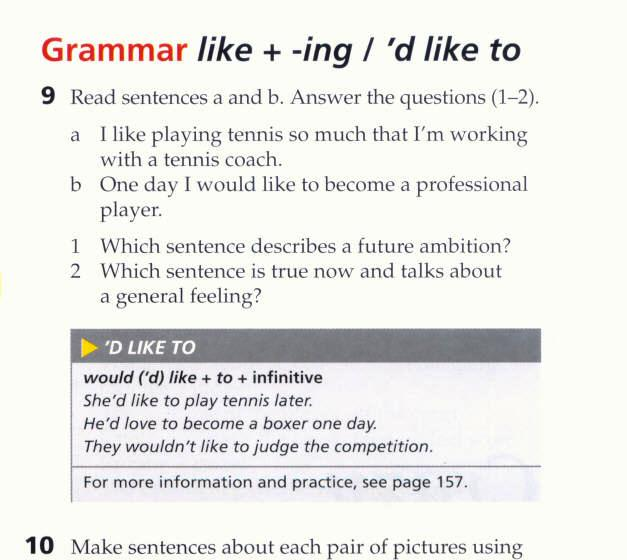 Grammar like + -ing / ’d like to
9 Read sentences a and b. Answer the questions (1–2).
a I like playing tennis so much that I’m working
with a tennis coach.
b One day I would like to become a professional
player.
1 Which sentence describes a future ambition?
2 Which sentence is true now and talks about
a general feeling?
’D LIKE TO
would (‘d) like + to + infinitive
She’d like to play tennis later.
He’d love to become a boxer one day.
They wouldn’t like to judge the competition.
For more information and practice, see page 157.
10 Make sentences about each pair of pictures using